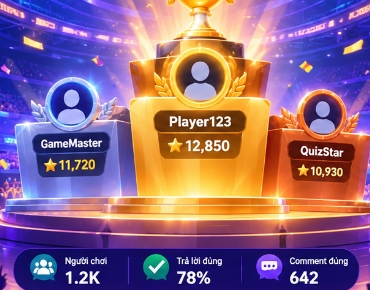 Player123
12,850
GameMaster
11,720
QuizStar
10,930
Người chơi
1.2K
Trả lời đúng
78%
Comment đúng
642